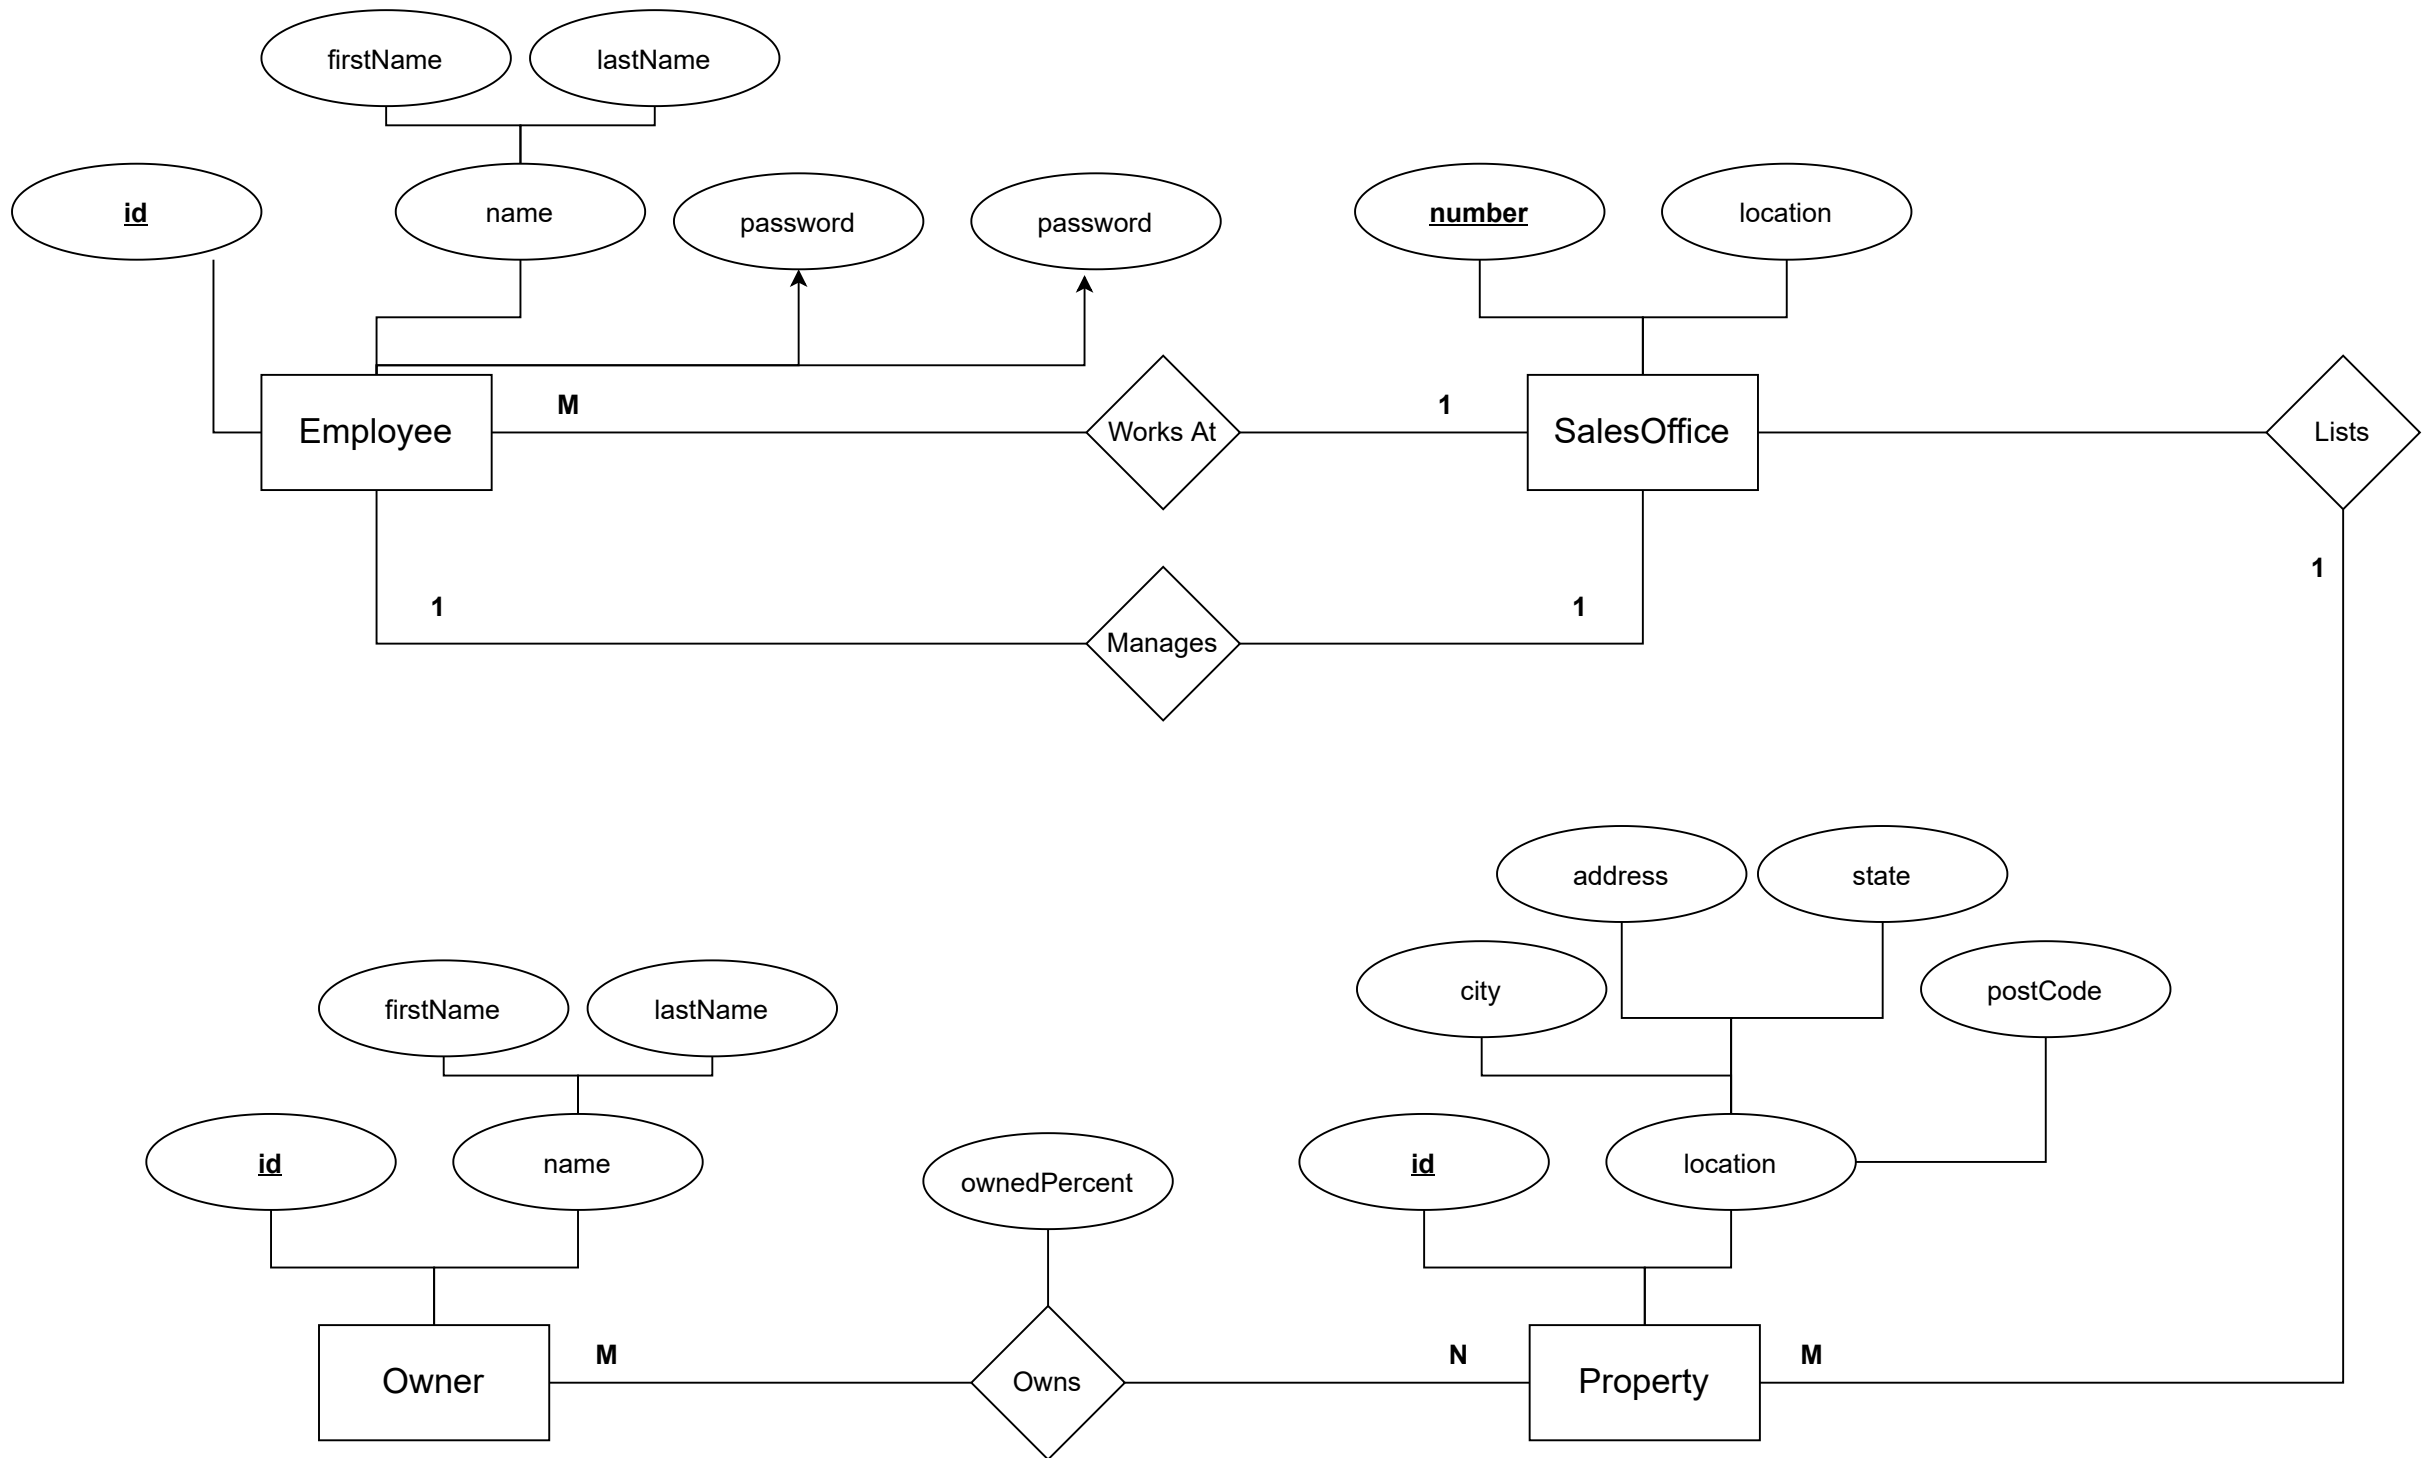 firstName
lastName
id
name
password
password
number
location
M
1
Employee
Works At
SalesOffice
Lists
1
1
1
Manages
address
state
city
postCode
firstName
lastName
id
name
ownedPercent
id
location
M
N
M
Owner
Owns
Property